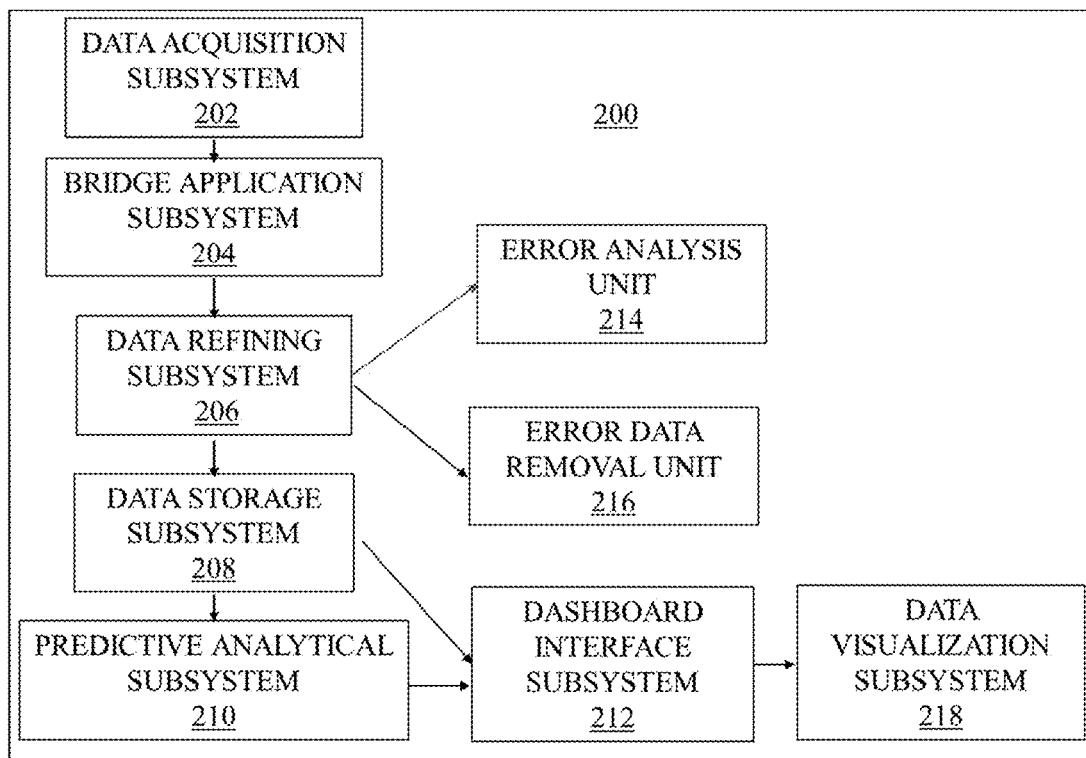 DATA ACQUISITION
SUBSYSTEM
202
200
BRIDGE APPLICATION
SUBSYSTEM
204
ERROR ANALYSIS
UNIT
214
DATA REFINING
SUBSYSTEM
206
ERROR DATA
REMOVAL UNIT
216
DATA STORAGE
SUBSYSTEM
208
PREDICTIVE ANALYTICAL
SUBSYSTEM
210
DASHBOARD
INTERFACE
SUBSYSTEM
212
DATA
VISUALIZATION
SUBSYSTEM
218